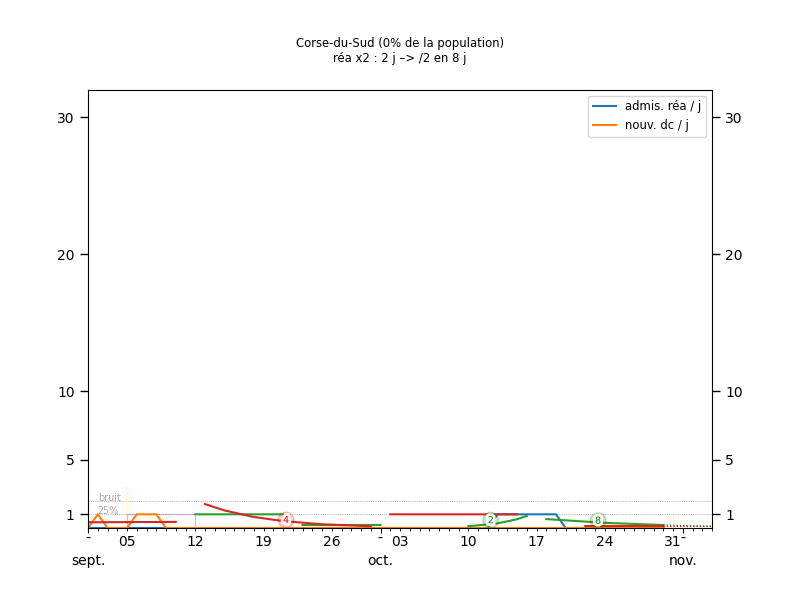 Corse-du-Sud (0% de la population)
réa x2 : 2 j –> /2 en 8 j
admis. réa / j
nouv. dc / j
30
30
20
20
10
10
5
5
bruit
25%
1
1
4
2
8
- 05 12 19 26 - 03 10 17 24 31 -
sept. oct. nov.